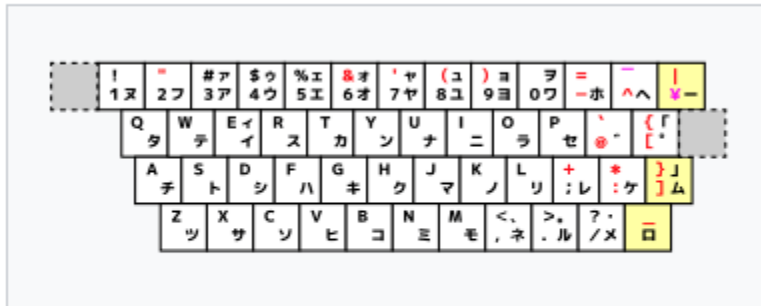 ! " # ァ $ ゥ % ェ & ォ ' ャ ( ュ ) ョ ヲ = ‾ |
1 ヌ 2 フ 3 ア 4 ウ 5 エ 6 オ 7 ヤ 8 ユ 9 ヨ 0 ワ - ホ ^ ヘ ¥ ー
Q W E ィ R T Y U I O P ` { 「
タ テ イ ス カ ン ナ ニ ラ セ @ ゛ [ ゜
A S D F G H J K L + * } 」
チ ト シ ハ キ ク マ ノ リ ; レ : ケ ] ム
Z X C V B N M < 、 > 。 ? ・ _
ツ サ ソ ヒ コ ミ モ , ネ . ル / メ ロ